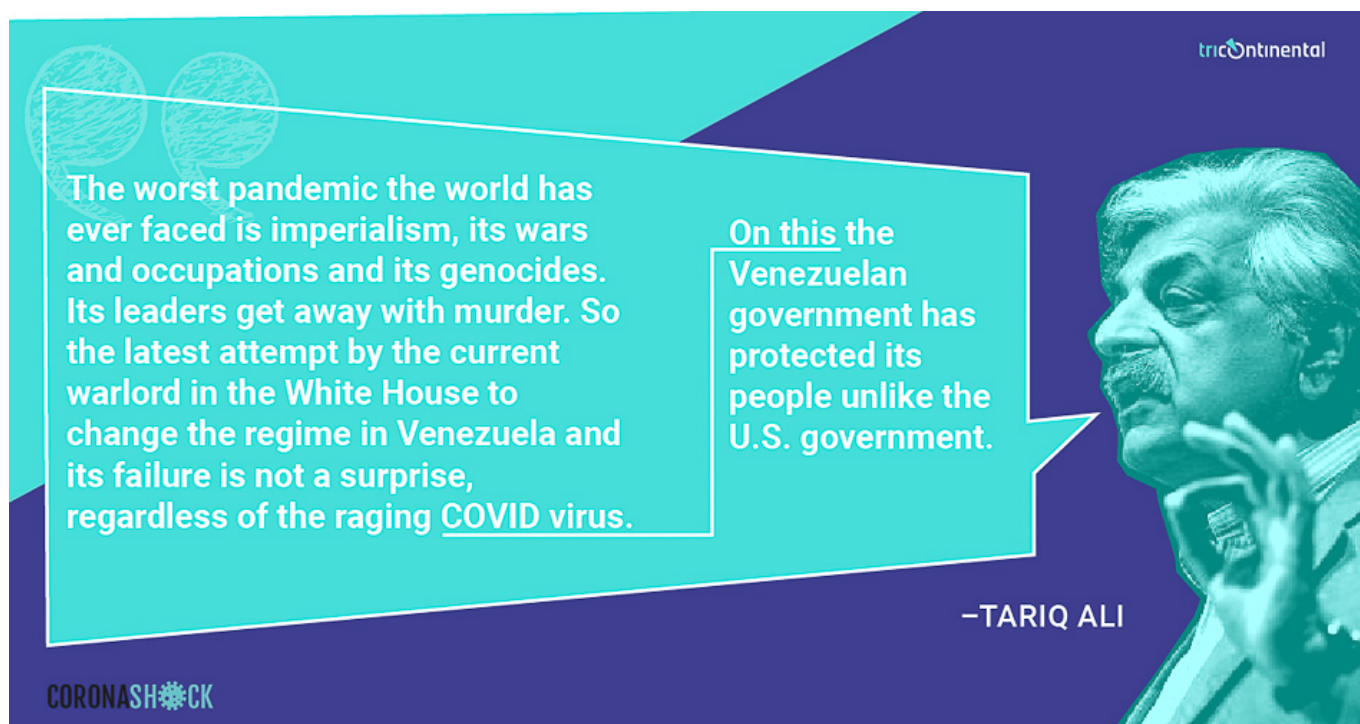 tricontinental
The worst pandemic the world has
ever faced is imperialism, its wars
and occupations and its genocides.
Its leaders get away with murder. So
the latest attempt by the current
warlord in the White House to
change the regime in Venezuela and
its failure is not a surprise,
regardless of the raging COVID virus.
On this the
Venezuelan
government has
protected its
people unlike the
U.S. government.
–TARIQ ALI
CORONASHOCK